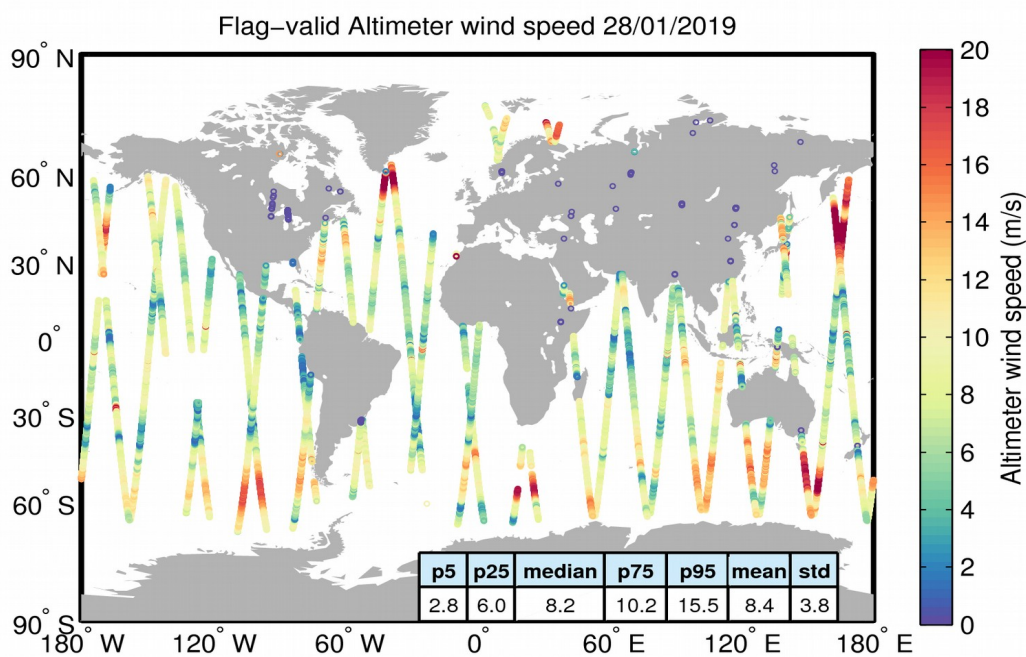 Flag−valid Altimeter wind speed 28/01/2019
90° N
60° N
30° N
0°
30° S
60° S
90° S
180° W
120° W
60° W
0°
60° E
120° E
180° E
p5 p25 median p75 p95 mean std
2.8 6.0 8.2 10.2 15.5 8.4 3.8
20
18
16
14
12
10
8
6
4
2
0
Altimeter wind speed (m/s)